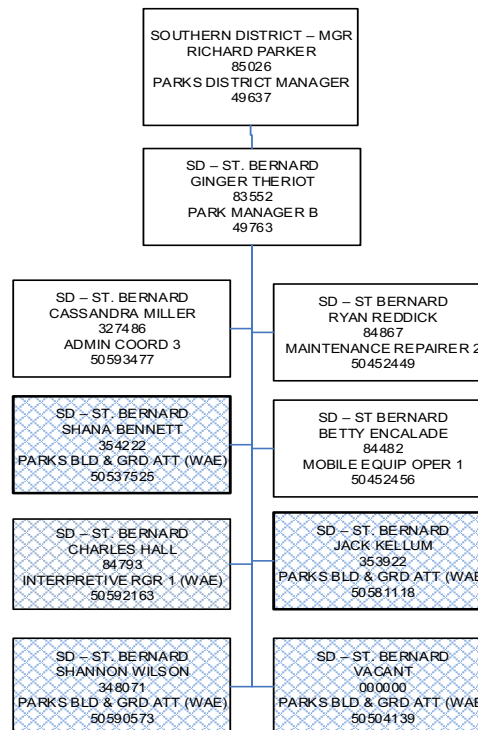 SOUTHERN DISTRICT – MGR
RICHARD PARKER
85026
PARKS DISTRICT MANAGER
49637
SD – ST. BERNARD
GINGER THERIOT
83552
PARK MANAGER B
49763
SD – ST. BERNARD
CASSANDRA MILLER
327486
ADMIN COORD 3
50593477
SD – ST BERNARD
RYAN REDDICK
84867
MAINTENANCE REPAIRER 2
50452449
SD – ST. BERNARD
SHANA BENNETT
354222
PARKS BLD & GRD ATT (WAE)
50537525
SD – ST BERNARD
BETTY ENCALADE
84482
MOBILE EQUIP OPER 1
50452456
SD – ST. BERNARD
CHARLES HALL
84793
INTERPRETIVE RGR 1 (WAE)
50592163
SD – ST. BERNARD
JACK KELLUM
353922
PARKS BLD & GRD ATT (WAE
50581118
SD – ST. BERNARD
SHANNON WILSON
348071
PARKS BLD & GRD ATT (WAE)
50590573
SD – ST. BERNARD
VACANT
000000
PARKS BLD & GRD ATT (WAE
50504139